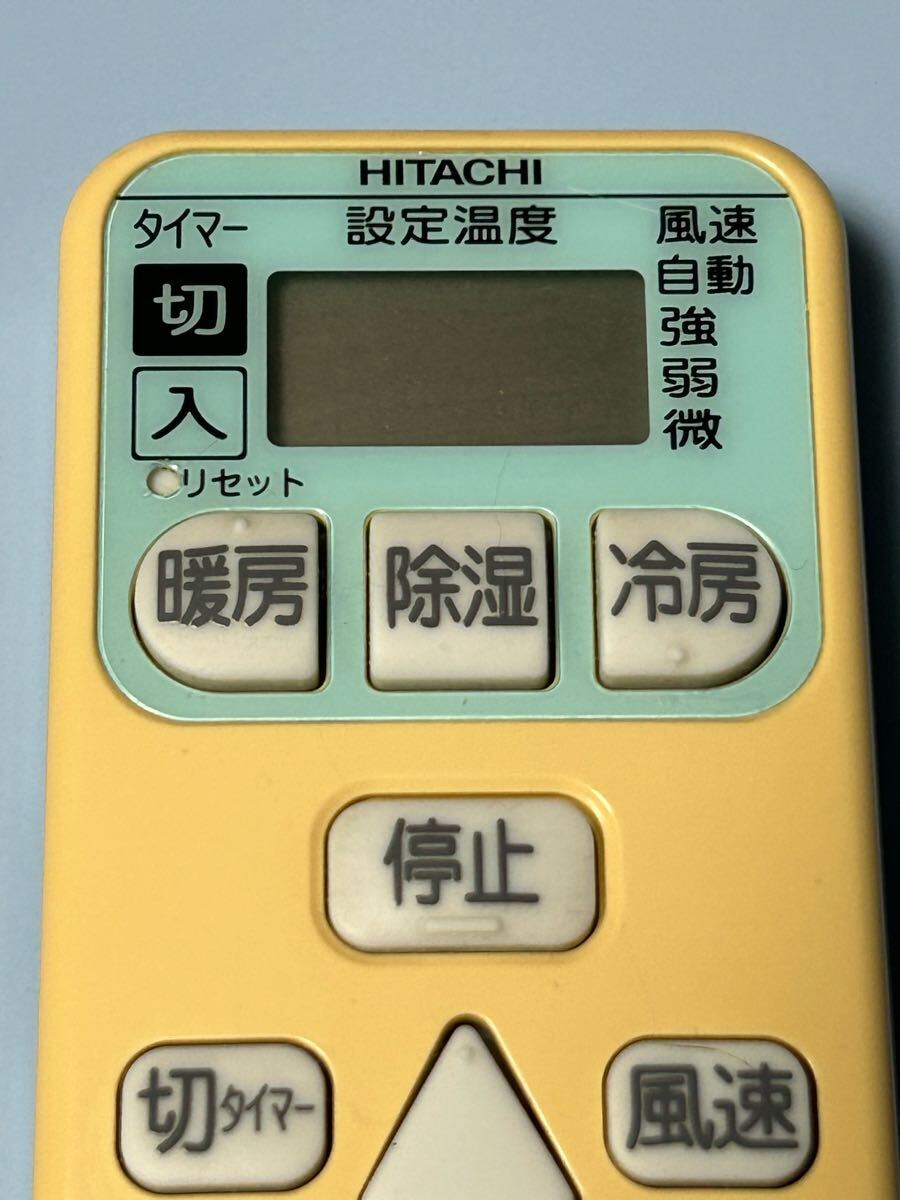 HITACHI
タイマー 設定温度 風速
自動
切
強
弱
入
微
リセット
暖房 除湿 冷房
停止
切タイマー 風速